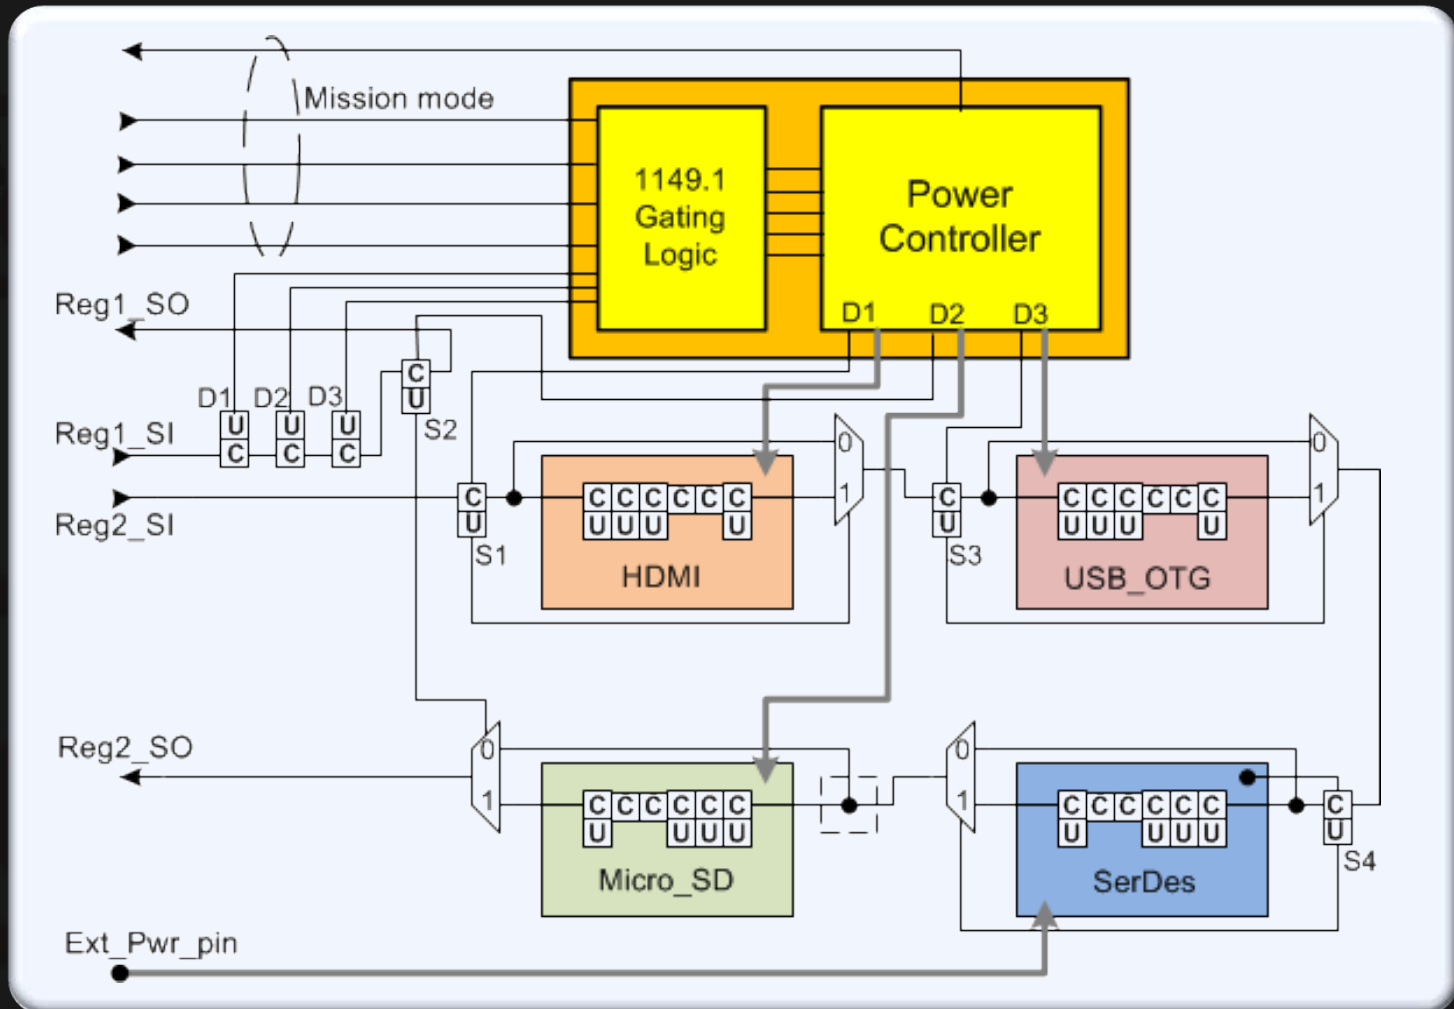 Mission mode
1149.1
Gating
Logic
Power
Controller
D1 D2 D3
Reg1_SO
D1 D2 D3
U U U
C C C
C
U
S2
Reg1_SI
Reg2_SI
C
U
S1
0
1
C C C C C C
U U U U
HDMI
C
U
S3
0
1
C C C C C C
U U U U
USB_OTG
Reg2_SO
0
1
C C C C C C
U U U U
Micro_SD
0
1
C C C C C C
U U U U
SerDes
C
U
S4
Ext_Pwr_pin